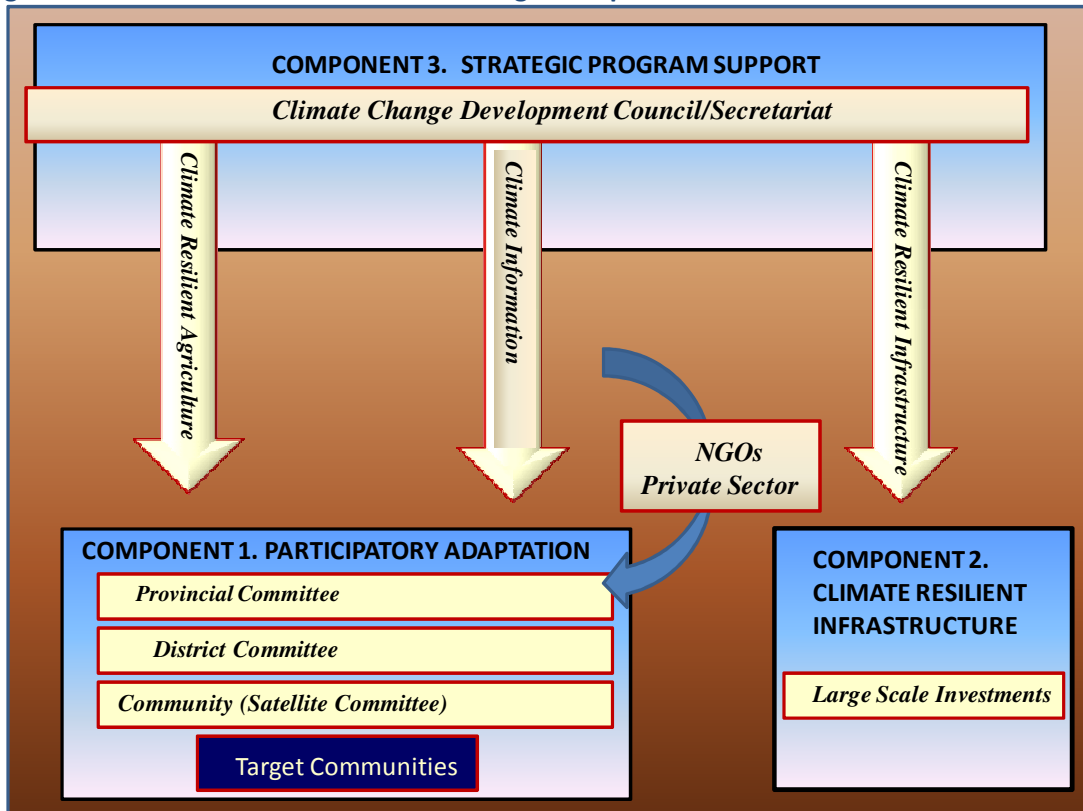 COMPONENT 3. STRATEGIC PROGRAM SUPPORT
Climate Change Development Council/Secretariat
Climate Resilient Agriculture
Climate Information
Climate Resilient Infrastructure
NGOs
Private Sector
COMPONENT 1. PARTICIPATORY ADAPTATION
Provincial Committee
District Committee
Community (Satellite Committee)
Target Communities
COMPONENT 2.
CLIMATE RESILIENT
INFRASTRUCTURE
Large Scale Investments